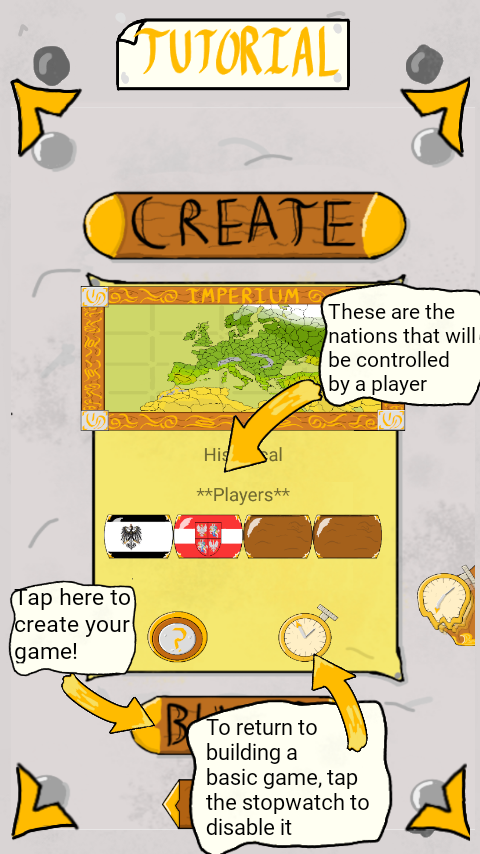 TUTORIAL
CREATE
IMPERIUM
These are the
nations that will
be controlled
by a player
**Players**
Tap here to
create your
game!
To return to
building a
basic game, tap
the stopwatch to
disable it